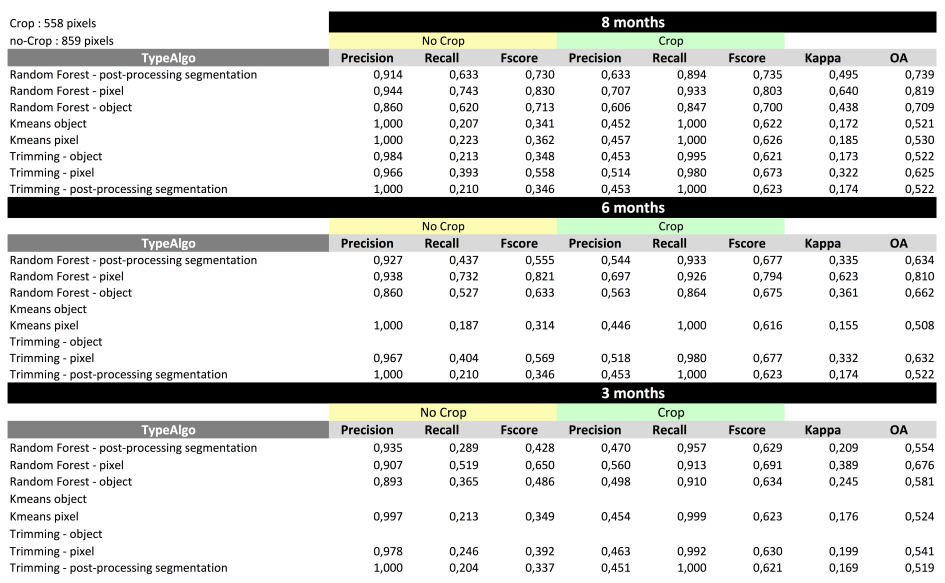 Crop : 558 pixels 8 months
no-Crop : 859 pixels No Crop Crop
TypeAlgo Precision Recall Fscore Precision Recall Fscore Kappa OA
Random Forest - post-processing segmentation 0,914 0,633 0,730 0,633 0,894 0,735 0,495 0,739
Random Forest - pixel 0,944 0,743 0,830 0,707 0,933 0,803 0,640 0,819
Random Forest - object 0,860 0,620 0,713 0,606 0,847 0,700 0,438 0,709
Kmeans object 1,000 0,207 0,341 0,452 1,000 0,622 0,172 0,521
Kmeans pixel 1,000 0,223 0,362 0,457 1,000 0,626 0,185 0,530
Trimming - object 0,984 0,213 0,348 0,453 0,995 0,621 0,173 0,522
Trimming - pixel 0,966 0,393 0,558 0,514 0,980 0,673 0,322 0,625
Trimming - post-processing segmentation 1,000 0,210 0,346 0,453 1,000 0,623 0,174 0,522
6 months
No Crop Crop
TypeAlgo Precision Recall Fscore Precision Recall Fscore Kappa OA
Random Forest - post-processing segmentation 0,927 0,437 0,555 0,544 0,933 0,677 0,335 0,634
Random Forest - pixel 0,938 0,732 0,821 0,697 0,926 0,794 0,623 0,810
Random Forest - object 0,860 0,527 0,633 0,563 0,864 0,675 0,361 0,662
Kmeans object
Kmeans pixel 1,000 0,187 0,314 0,446 1,000 0,616 0,155 0,508
Trimming - object
Trimming - pixel 0,967 0,404 0,569 0,518 0,980 0,677 0,332 0,632
Trimming - post-processing segmentation 1,000 0,210 0,346 0,453 1,000 0,623 0,174 0,522
3 months
No Crop Crop
TypeAlgo Precision Recall Fscore Precision Recall Fscore Kappa OA
Random Forest - post-processing segmentation 0,935 0,289 0,428 0,470 0,957 0,629 0,209 0,554
Random Forest - pixel 0,907 0,519 0,650 0,560 0,913 0,691 0,389 0,676
Random Forest - object 0,893 0,365 0,486 0,498 0,910 0,634 0,245 0,581
Kmeans object
Kmeans pixel 0,997 0,213 0,349 0,454 0,999 0,623 0,176 0,524
Trimming - object
Trimming - pixel 0,978 0,246 0,392 0,463 0,992 0,630 0,199 0,541
Trimming - post-processing segmentation 1,000 0,204 0,337 0,451 1,000 0,621 0,169 0,519